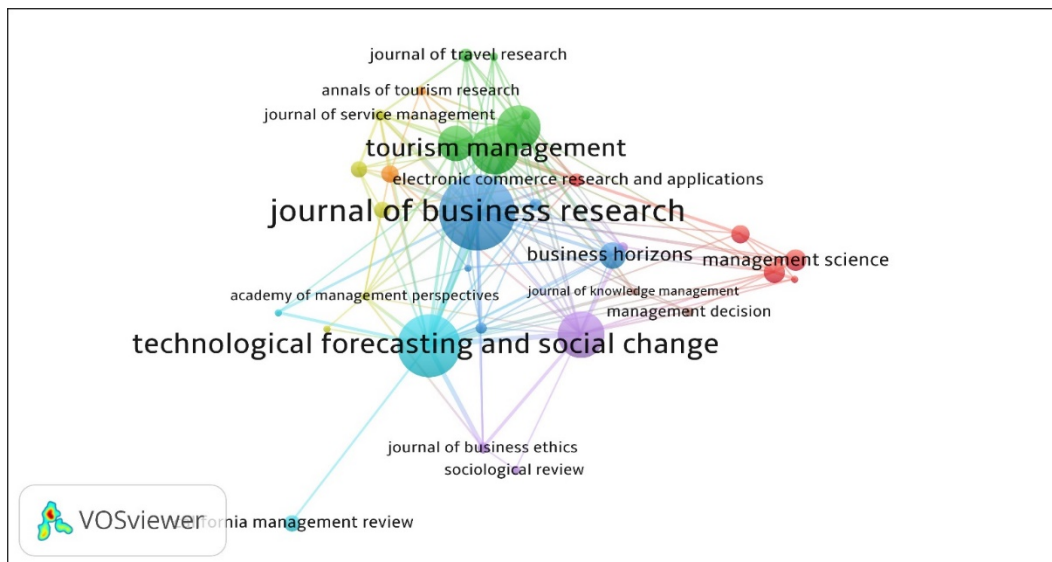 journal of travel research
annals of tourism research
journal of service management
tourism management
electronic commerce research and applications
journal of business research
business horizons
management science
academy of management perspectives
journal of knowledge management
management decision
technological forecasting and social change
journal of business ethics
sociological review
VOSviewer
fornia management review